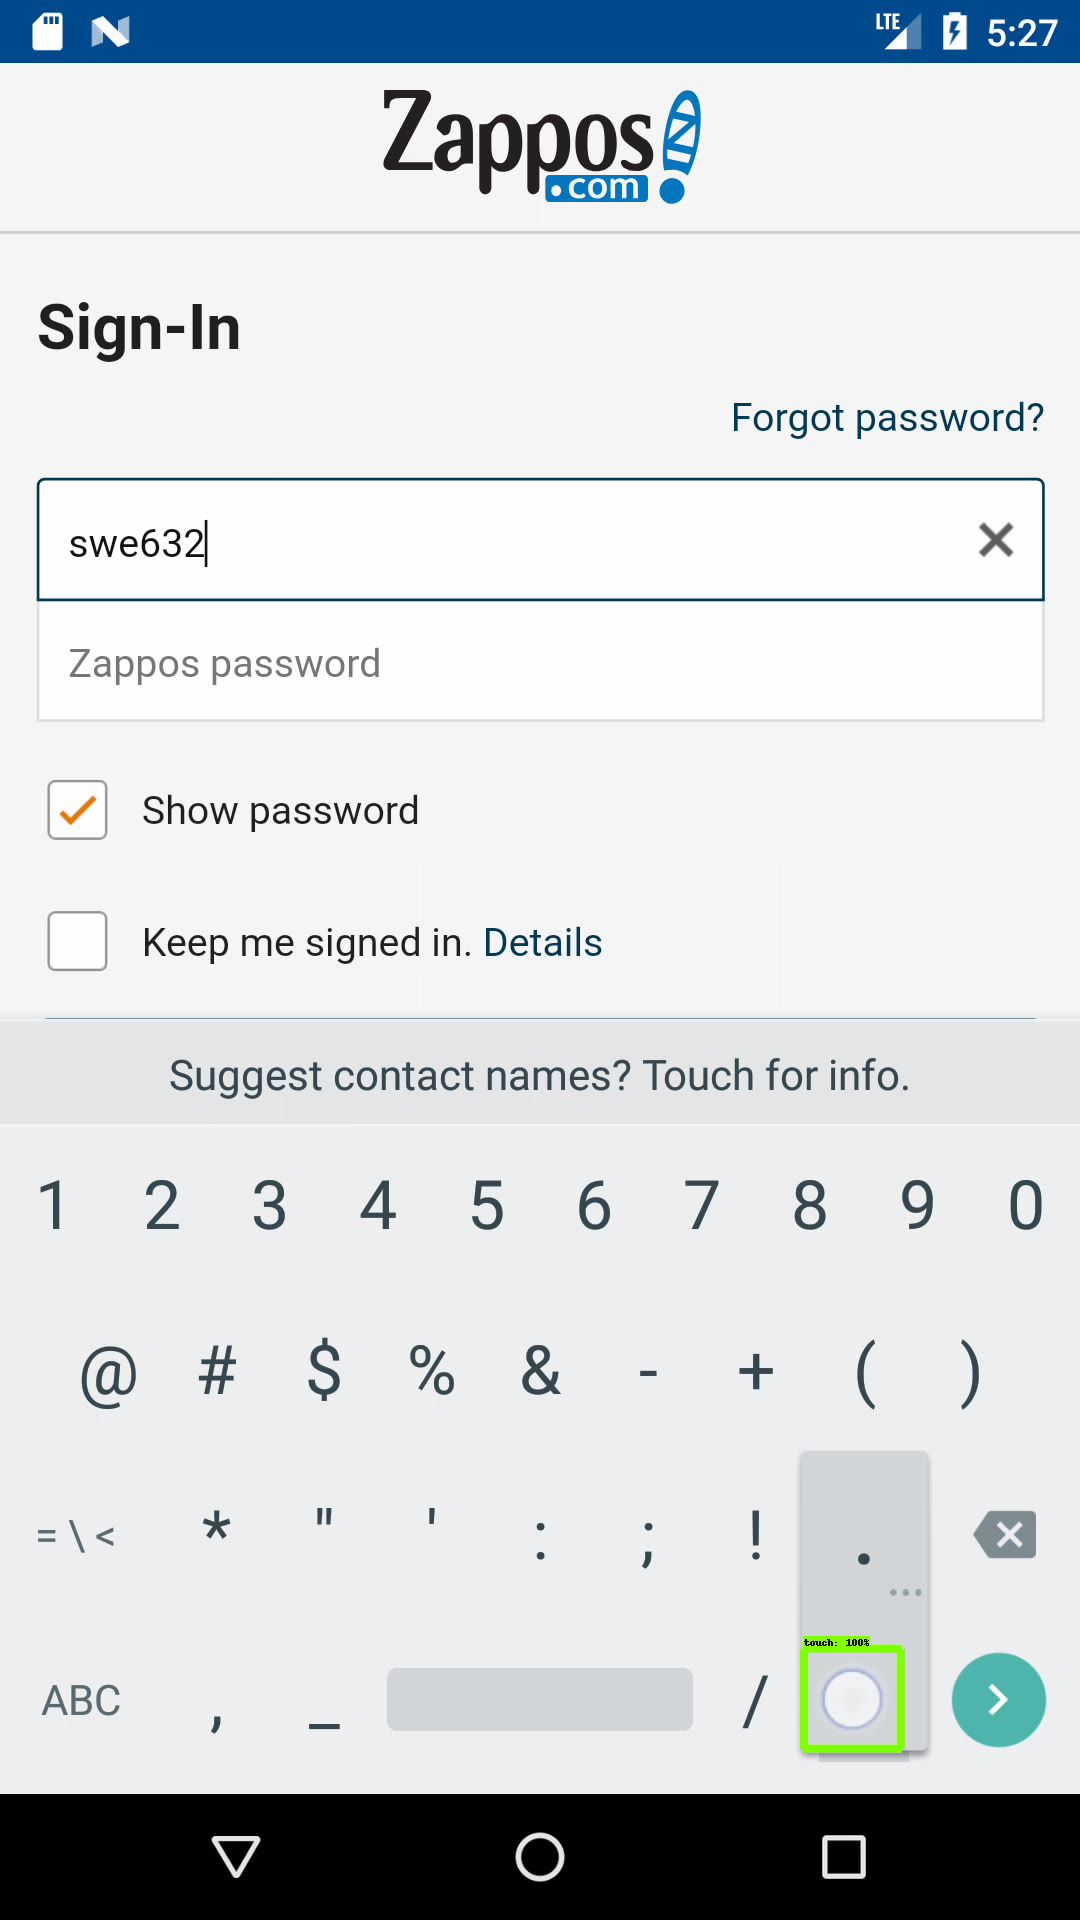 LTE 5:27
Zappos
.com
Sign-In
Forgot password?
swe632
Zappos password
Show password
Keep me signed in. Details
Suggest contact names? Touch for info.
1 2 3 4 5 6 7 8 9 0
@ # $ % & - + ( )
= \ < * " ' : ; ! .
...
touch: 100%
ABC , _ /